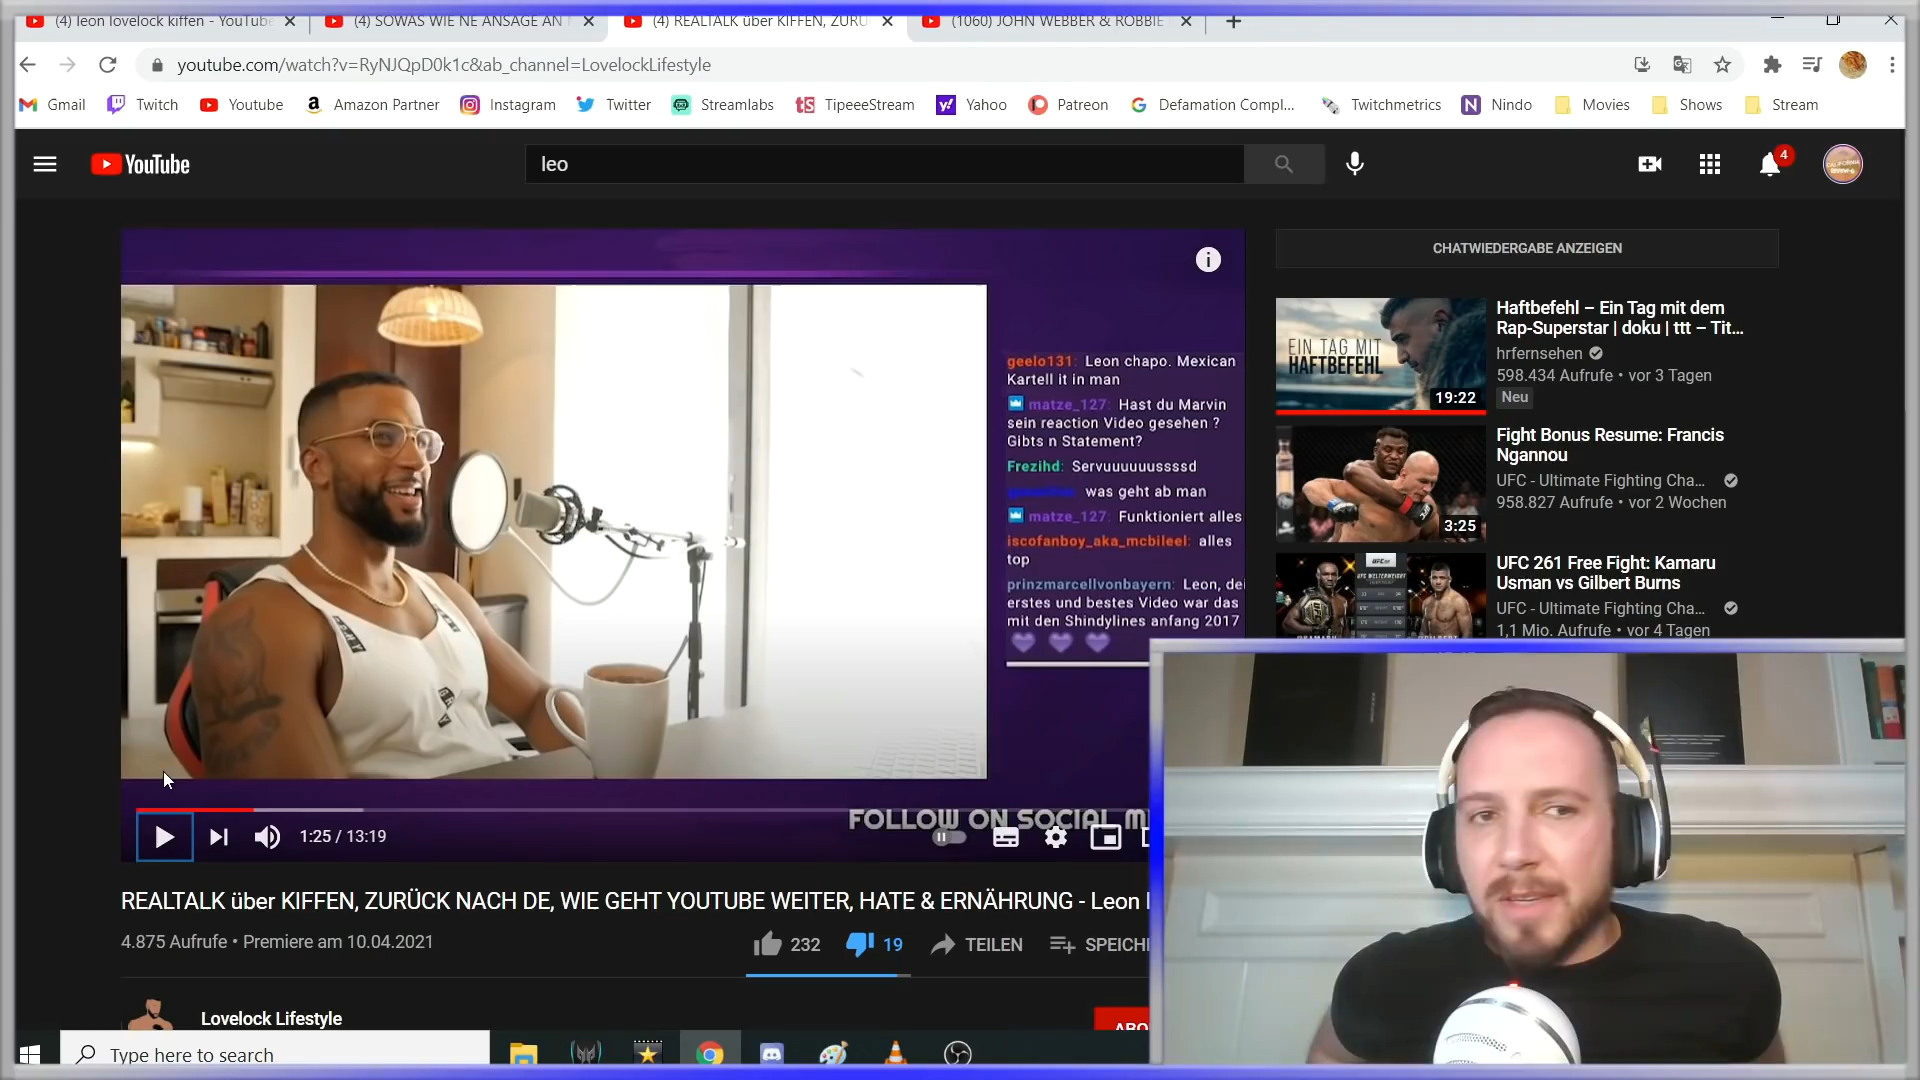 (4) leon lovelock kiffen - YouTube
(4) SOWAS WIE NE ANSAGE AN
(4) REALTALK über KIFFEN, ZURÜ
(1060) JOHN WEBBER & ROBBIE
youtube.com/watch?v=RyNJQpD0k1c&ab_channel=LovelockLifestyle
Gmail Twitch Youtube Amazon Partner Instagram Twitter Streamlabs TipeeeStream Yahoo Patreon Defamation Compl... Twitchmetrics Nindo Movies Shows Stream
YouTube
leo
4
CHATWIEDERGABE ANZEIGEN
geelo131: Leon chapo. Mexican
Kartell it in man
matze_127: Hast du Marvin
sein reaction Video gesehen ?
Gibts n Statement?
Frezihd: Servuuuuuussssd
was geht ab man
matze_127: Funktioniert alles
iscofanboy_aka_mcbileel: alles
top
prinzmarcellvonbayern: Leon, dei
erstes und bestes Video war das
mit den Shindylines anfang 2017
EIN TAG MIT
HAFTBEFEHL
19:22
Haftbefehl – Ein Tag mit dem
Rap-Superstar | doku | ttt – Tit...
hrfernsehen
598.434 Aufrufe • vor 3 Tagen
Neu
3:25
Fight Bonus Resume: Francis
Ngannou
UFC - Ultimate Fighting Cha...
958.827 Aufrufe • vor 2 Wochen
UFC
UFC 261 Free Fight: Kamaru
Usman vs Gilbert Burns
UFC - Ultimate Fighting Cha...
1,1 Mio. Aufrufe • vor 4 Tagen
FOLLOW ON SOCIAL M
1:25 / 13:19
REALTALK über KIFFEN, ZURÜCK NACH DE, WIE GEHT YOUTUBE WEITER, HATE & ERNÄHRUNG - Leon
4.875 Aufrufe • Premiere am 10.04.2021
232 19 TEILEN SPEICHE
Lovelock Lifestyle
ABO
Type here to search